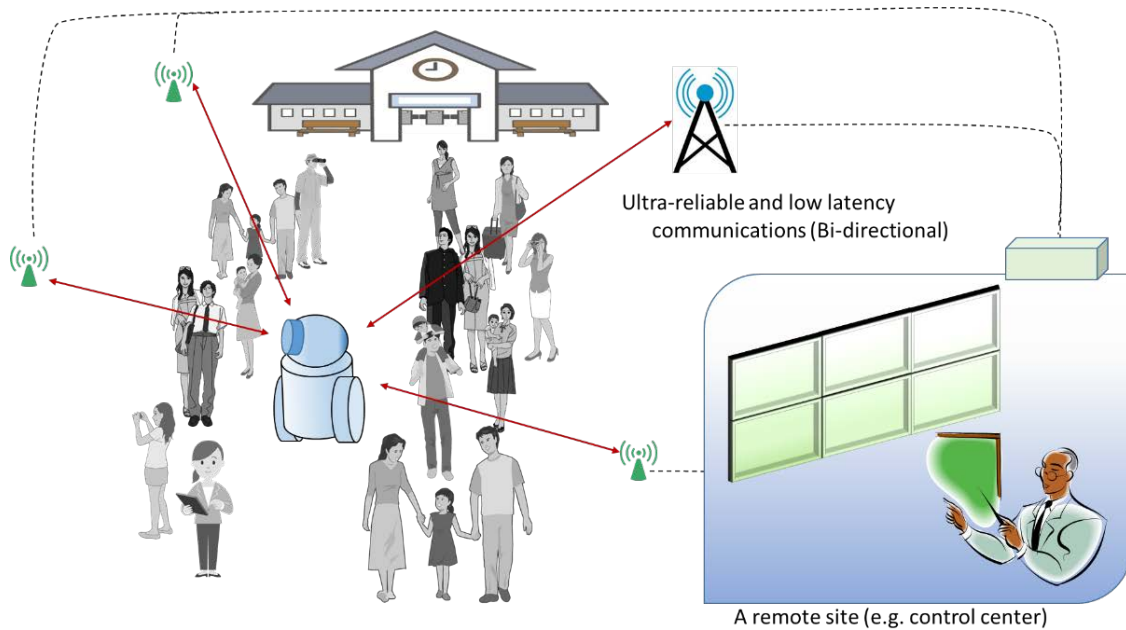 Ultra-reliable and low latency
communications (Bi-directional)
A remote site (e.g. control center)